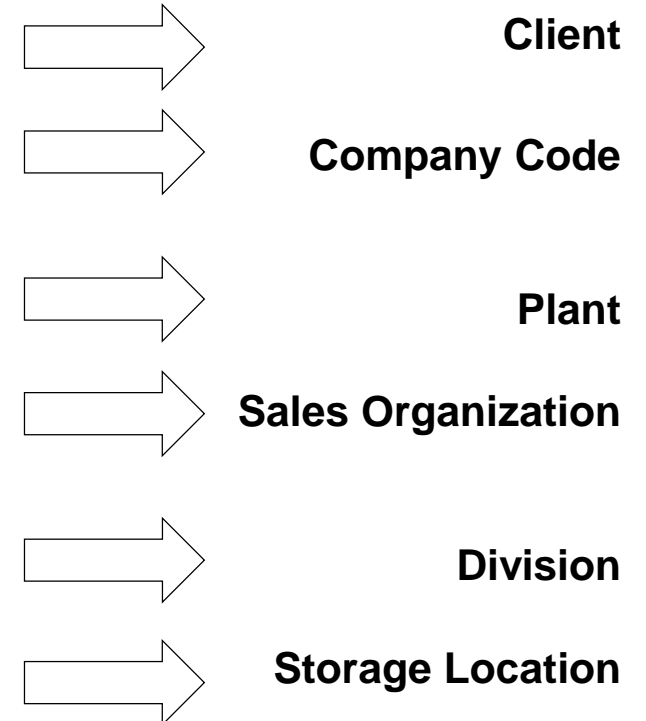 Client
Company Code
Plant
Sales Organization
Division
Storage Location